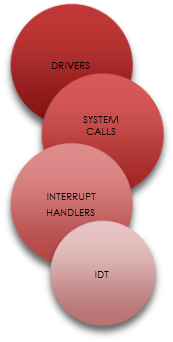 DRIVERS
SYSTEM
CALLS
INTERRUPT
HANDLERS
IDT